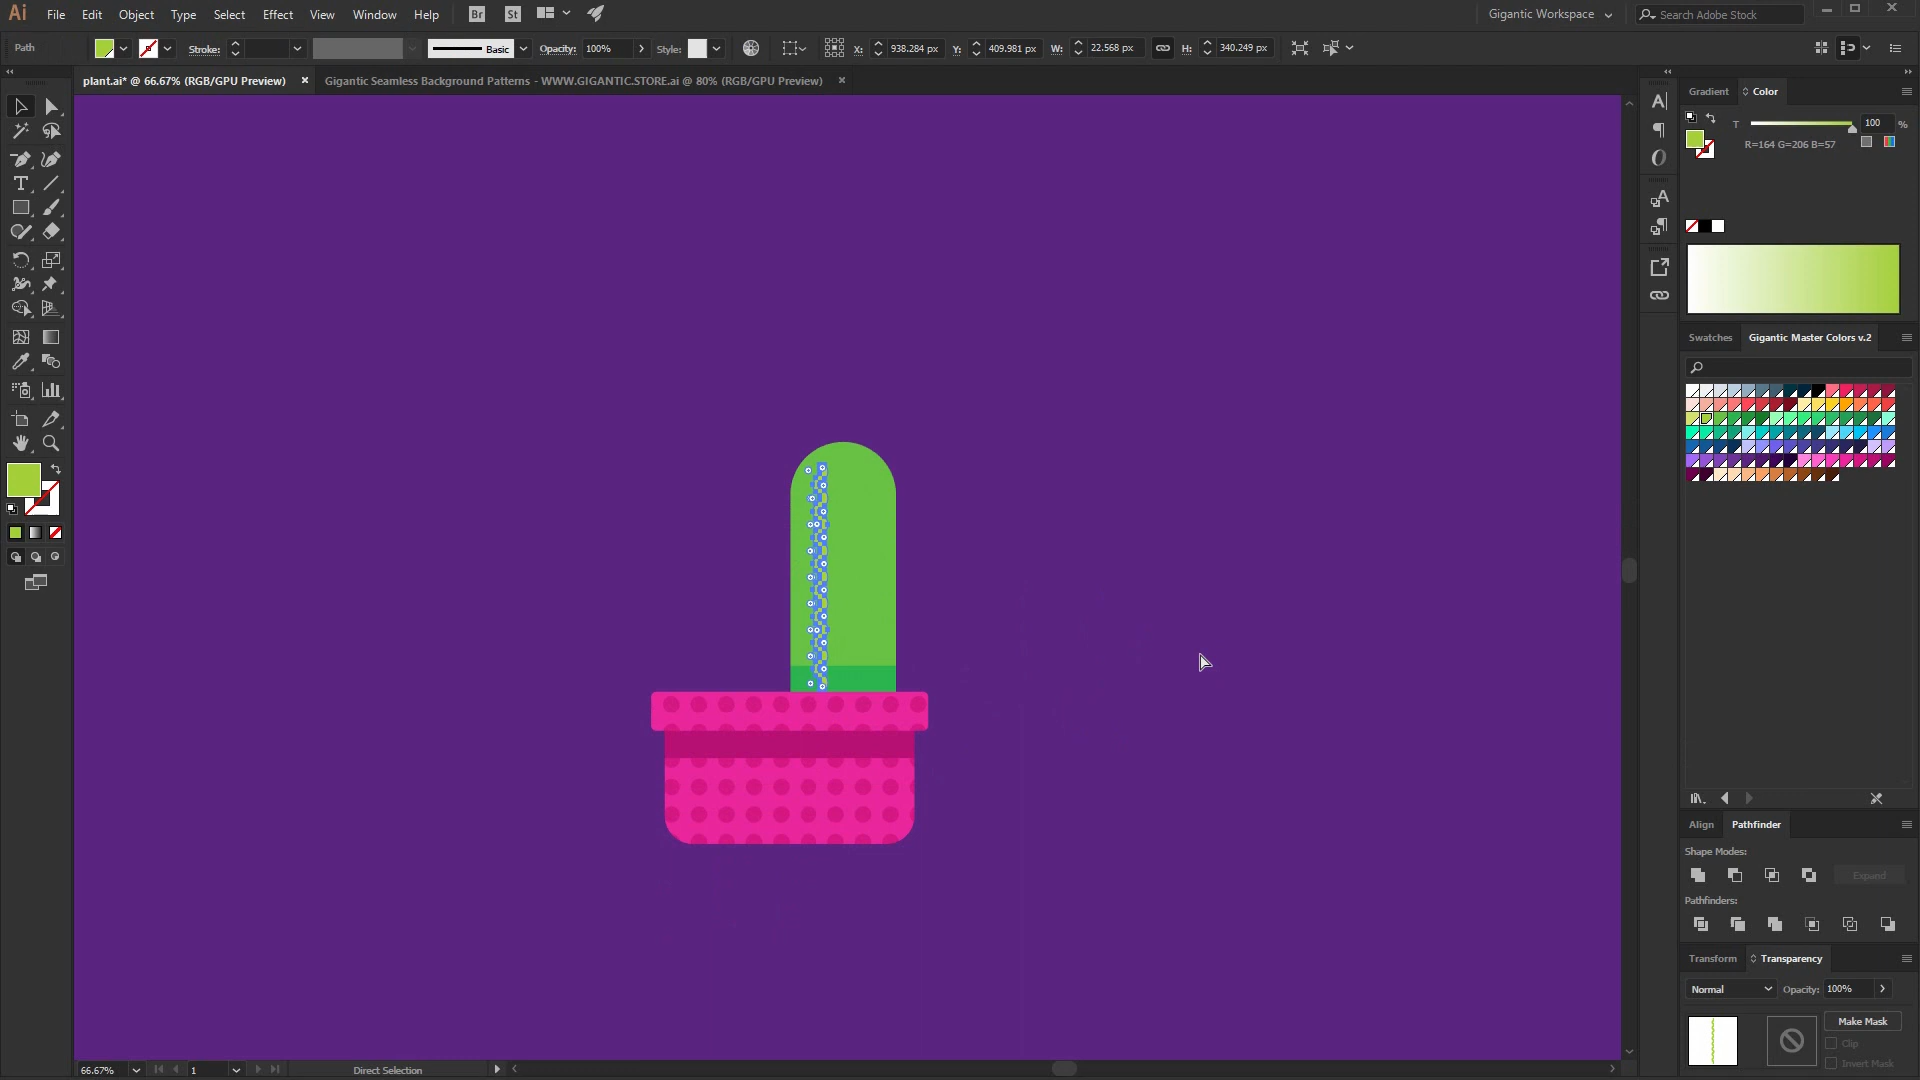 Ai File Edit Object Type Select Effect View Window Help Br St Gigantic Workspace Search Adobe Stock
Path Stroke: Basic Opacity: 100% Style: X: 938.284 px Y: 409.981 px W: 22.568 px H: 340.249 px
plant.ai* @ 66.67% (RGB/GPU Preview) Gigantic Seamless Background Patterns - WWW.GIGANTIC.STORE.ai @ 80% (RGB/GPU Preview)
Gradient Color
T 100 %
R=164 G=206 B=57
Swatches Gigantic Master Colors v.2
Align Pathfinder
Shape Modes:
Expand
Pathfinders:
Transform Transparency
Normal Opacity: 100%
Make Mask
Clip
Invert Mask
66.67% 1 Direct Selection